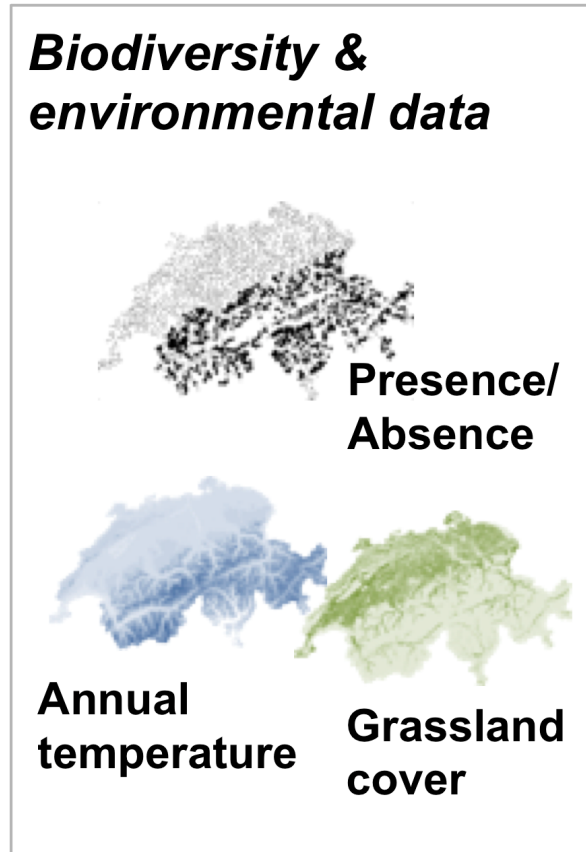 Biodiversity &
environmental data
Presence/
Absence
Annual
temperature
Grassland
cover